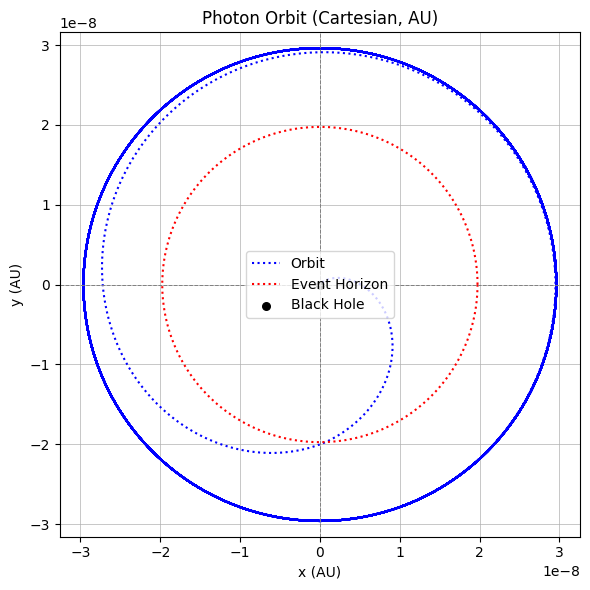 Photon Orbit (Cartesian, AU)
1e−8
3
2
1
0
−1
−2
−3
y (AU)
Orbit
Event Horizon
Black Hole
−3 −2 −1 0 1 2 3
1e−8
x (AU)